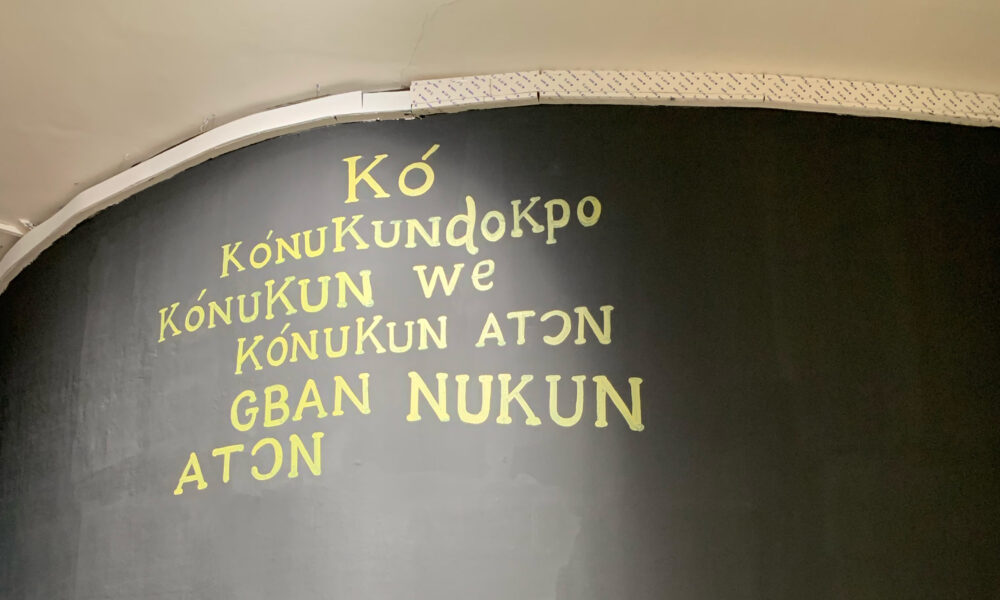 Kó
KÓNUKUNdOKPO
KÓNUKUN we
KÓNUKUN ATƆN
GBAN NUKUN
ATƆN